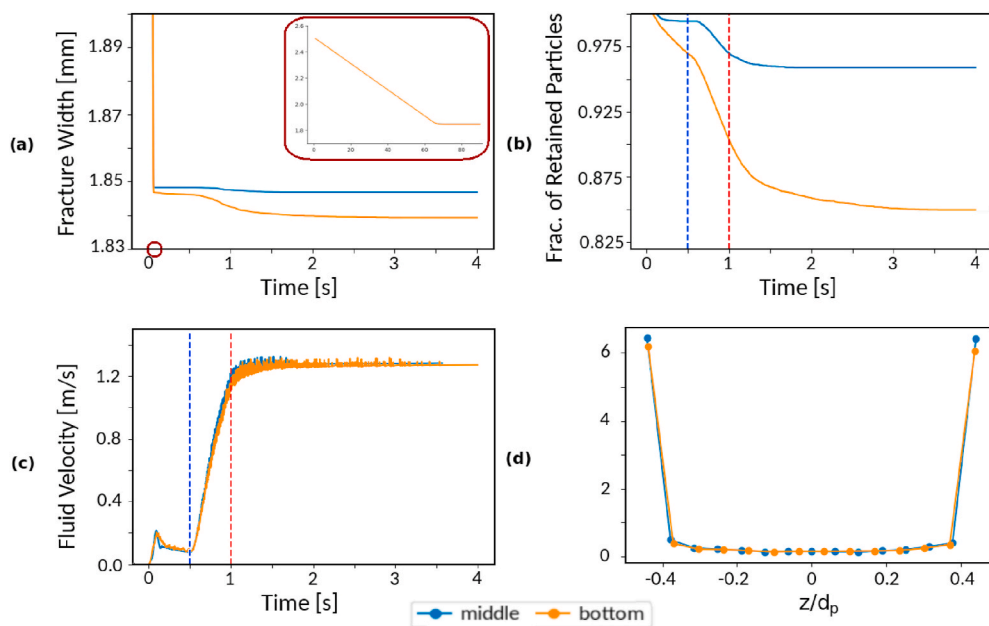 (a)
Fracture Width [mm]
1.89
1.87
1.85
1.83
0 1 2 3 4
Time [s]
2.6
2.4
2.2
2.0
1.8
0 20 40 60 80
(b)
Frac. of Retained Particles
0.975
0.925
0.875
0.825
0 1 2 3 4
Time [s]
(c)
Fluid Velocity [m/s]
1.2
0.8
0.4
0.0
0 1 2 3 4
Time [s]
(d)
6
4
2
0
-0.4 -0.2 0 0.2 0.4
z/dp
middle bottom